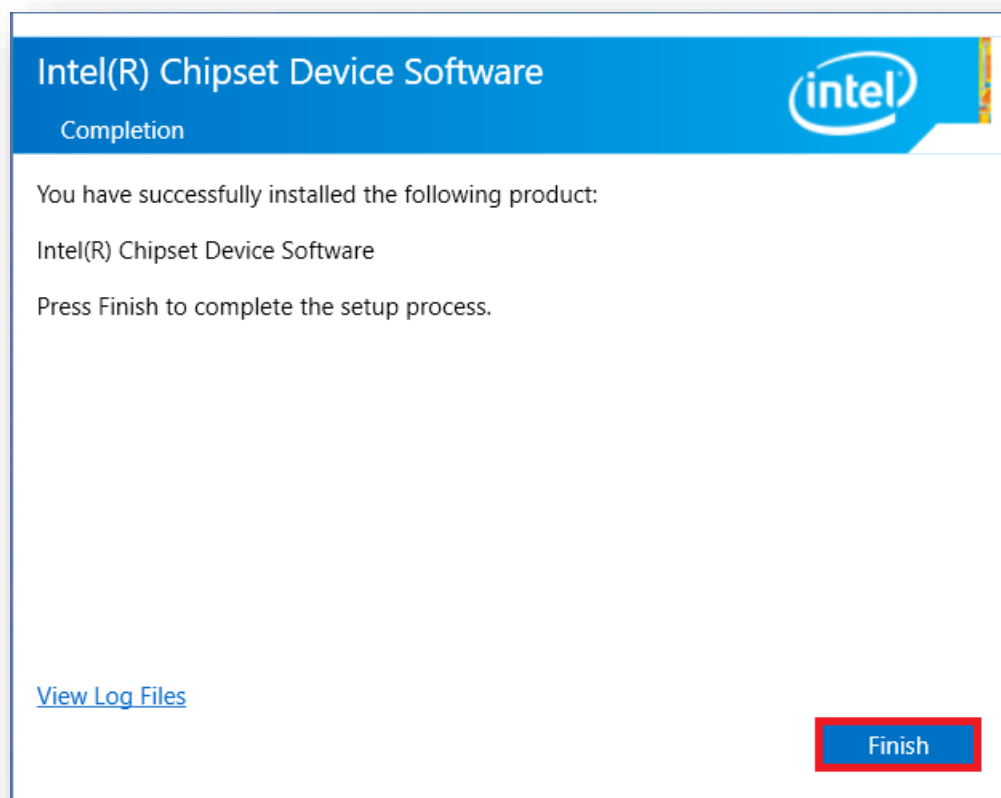 Intel(R) Chipset Device Software
intel
Completion
You have successfully installed the following product:
Intel(R) Chipset Device Software
Press Finish to complete the setup process.
View Log Files
Finish